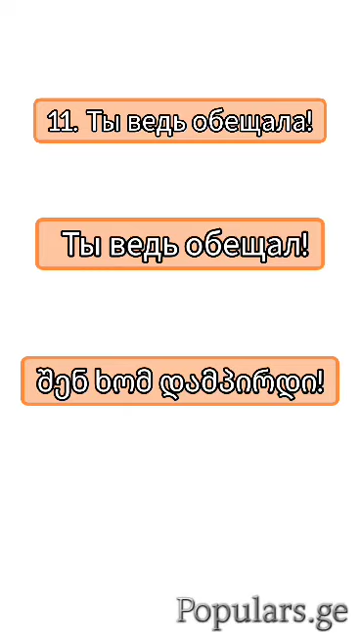 11. Ты ведь обещала!
Ты ведь обещал!
შენ ხომ დამპირდი!
Populars.ge